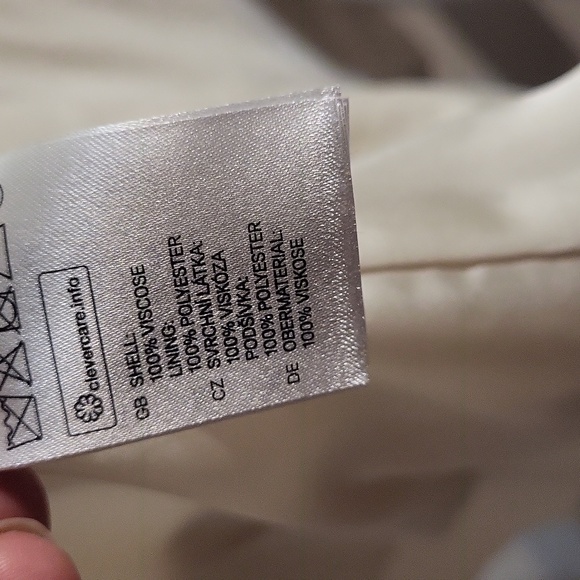 clevercare.info
GB SHELL:
100% VISCOSE
LINING:
100% POLYESTER
CZ SVRCHNÍ LÁTKA:
100% VISKÓZA
PODŠÍVKA:
100% POLYESTER
DE OBERMATERIAL:
100% VISKOSE